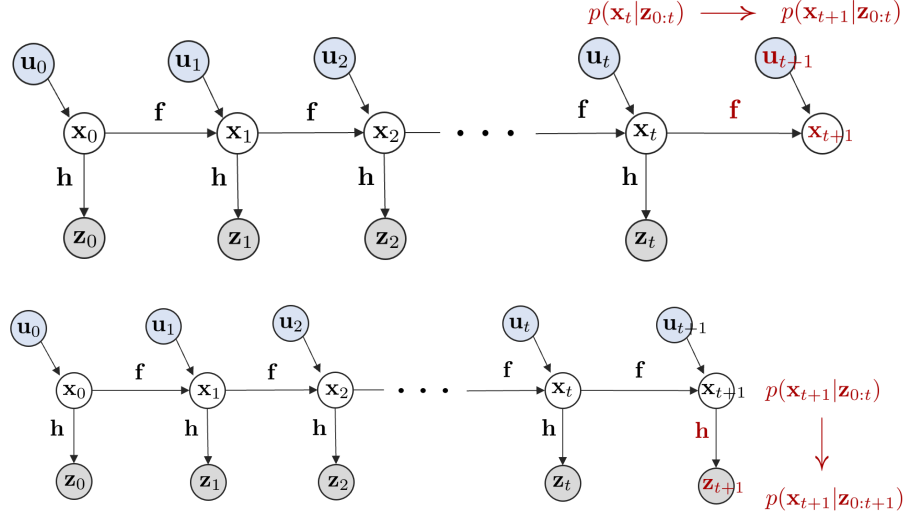 p(x_t|z_{0:t}) ⟶ p(x_{t+1}|z_{0:t})
u_0 u_1 u_2 u_t u_{t+1}
f f f f
x_0 x_1 x_2 · · · x_t x_{t+1}
h h h h
z_0 z_1 z_2 z_t
u_0 u_1 u_2 u_t u_{t+1}
f f f f
x_0 x_1 x_2 · · · x_t x_{t+1} p(x_{t+1}|z_{0:t})
h h h h h
z_0 z_1 z_2 z_t z_{t+1}
p(x_{t+1}|z_{0:t+1})